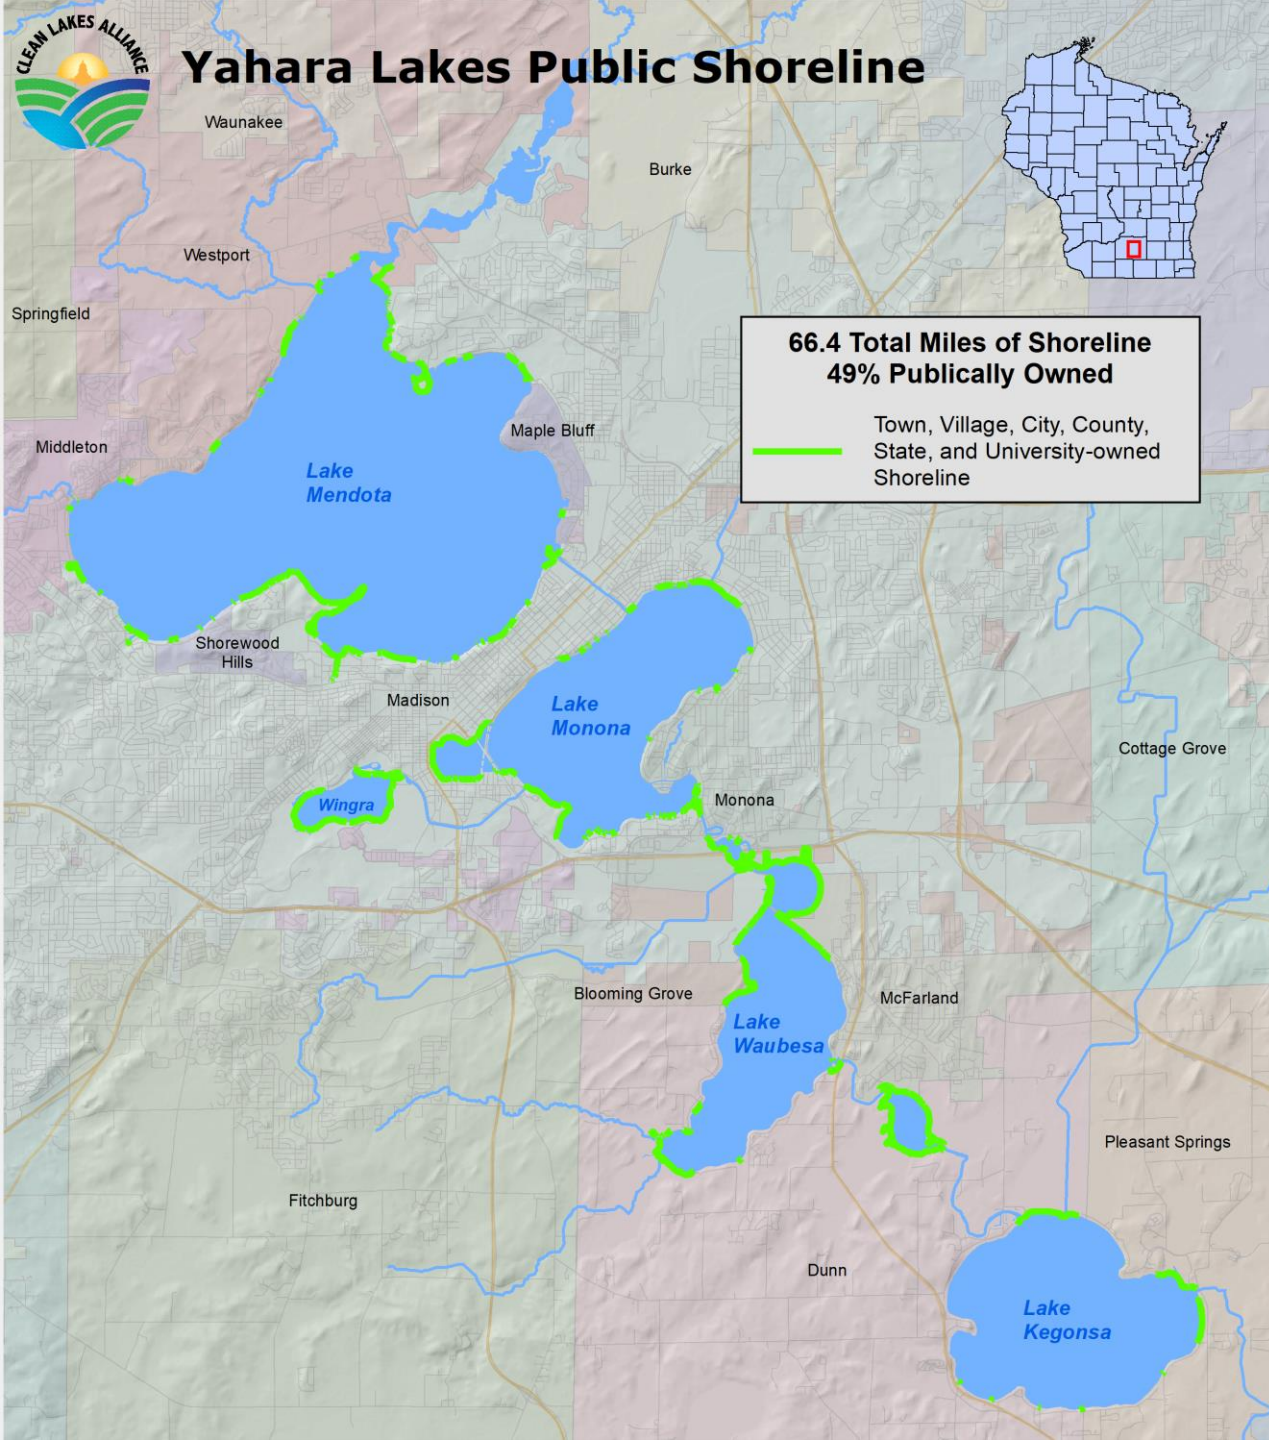 CLEAN LAKES ALLIANCE
Yahara Lakes Public Shoreline
Waunakee
Burke
Westport
Springfield
66.4 Total Miles of Shoreline
49% Publically Owned
Town, Village, City, County,
State, and University-owned
Shoreline
Maple Bluff
Middleton
Lake
Mendota
Shorewood
Hills
Madison
Lake
Monona
Cottage Grove
Wingra
Monona
Blooming Grove
McFarland
Lake
Waubesa
Pleasant Springs
Fitchburg
Dunn
Lake
Kegonsa